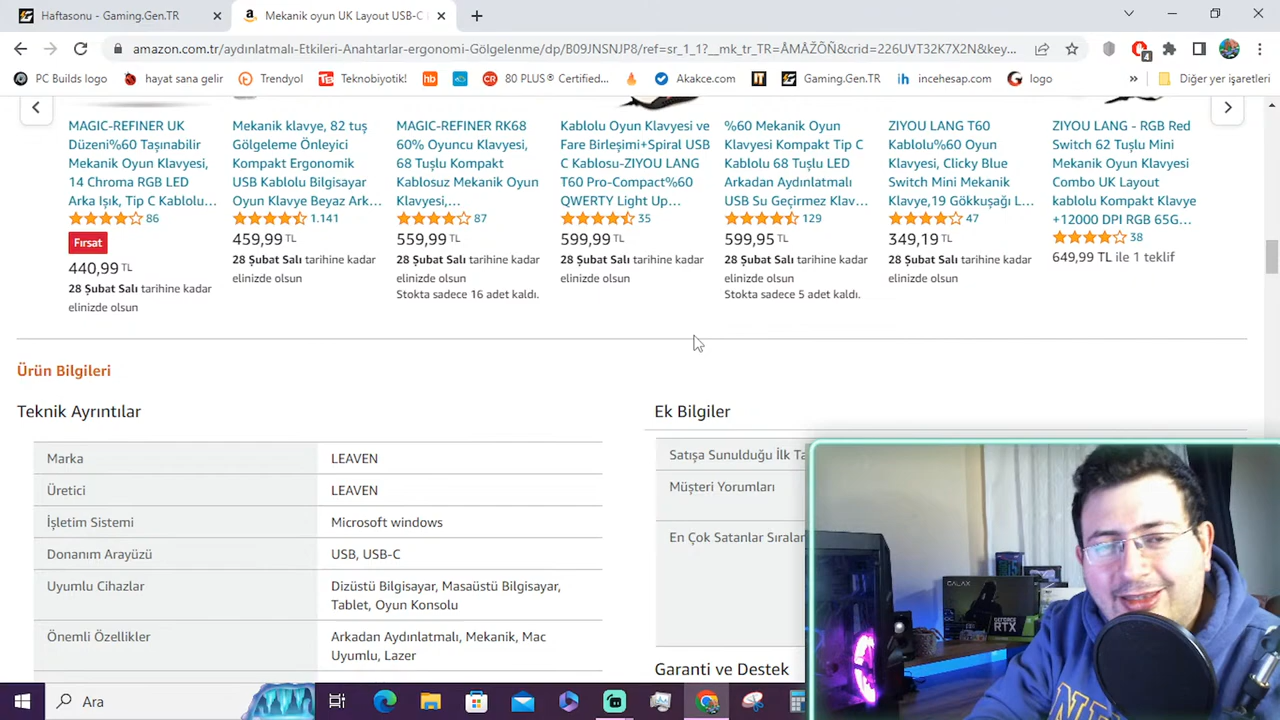 Haftasonu - Gaming.Gen.TR
Mekanik oyun UK Layout USB-C
amazon.com.tr/aydınlatmalı-Etkileri-Anahtarlar-ergonomi-Gölgeleme/dp/B09JNSNJP8/ref=sr_1_1?__mk_tr_TR=ÅMÅŽÕÑ&crid=226UVT32K7X2N&key...
4
PC Builds logo
hayat sana gelir
Trendyol
Teknobiyotik!
hb
CR
80 PLUS® Certified...
Akakce.com
IT
Gaming.Gen.TR
ih
incehesap.com
logo
»
Diğer yer işaretleri
MAGIC-REFINER UK
Düzeni%60 Taşınabilir
Mekanik Oyun Klavyesi,
14 Chroma RGB LED
Arka Işık, Tip C Kablolu...
86
Fırsat
440,99 TL
28 Şubat Salı tarihine kadar
elinizde olsun
Mekanik klavye, 82 tuş
Gölgeleme Önleyici
Kompakt Ergonomik
USB Kablolu Bilgisayar
Oyun Klavye Beyaz Ark...
1.141
459,99 TL
28 Şubat Salı tarihine kadar
elinizde olsun
MAGIC-REFINER RK68
60% Oyuncu Klavyesi,
68 Tuşlu Kompakt
Kablosuz Mekanik Oyun
Klavyesi,...
87
559,99 TL
28 Şubat Salı tarihine kadar
elinizde olsun
Stokta sadece 16 adet kaldı.
Kablolu Oyun Klavyesi ve
Fare Birleşimi+Spiral USB
C Kablosu-ZIYOU LANG
T60 Pro-Compact%60
QWERTY Light Up...
35
599,99 TL
28 Şubat Salı tarihine kadar
elinizde olsun
%60 Mekanik Oyun
Klavyesi Kompakt Tip C
Kablolu 68 Tuşlu LED
Arkadan Aydınlatmalı
USB Su Geçirmez Klav...
129
599,95 TL
28 Şubat Salı tarihine kadar
elinizde olsun
Stokta sadece 5 adet kaldı.
ZIYOU LANG T60
Kablolu%60 Oyun
Klavyesi, Clicky Blue
Switch Mini Mekanik
Klavye,19 Gökkuşağı L...
47
349,19 TL
28 Şubat Salı tarihine kadar
elinizde olsun
ZIYOU LANG - RGB Red
Switch 62 Tuşlu Mini
Mekanik Oyun Klavyesi
Combo UK Layout
kablolu Kompakt Klavye
+12000 DPI RGB 65G...
38
649,99 TL ile 1 teklif
Ürün Bilgileri
Teknik Ayrıntılar
Marka LEAVEN
Üretici LEAVEN
İşletim Sistemi Microsoft windows
Donanım Arayüzü USB, USB-C
Uyumlu Cihazlar Dizüstü Bilgisayar, Masaüstü Bilgisayar,
Tablet, Oyun Konsolu
Önemli Özellikler Arkadan Aydınlatmalı, Mekanik, Mac
Uyumlu, Lazer
Ek Bilgiler
Satışa Sunulduğu İlk Ta
Müşteri Yorumları
En Çok Satanlar Sıralar
Garanti ve Destek
GALAX
GEFORCE
RTX
Ara